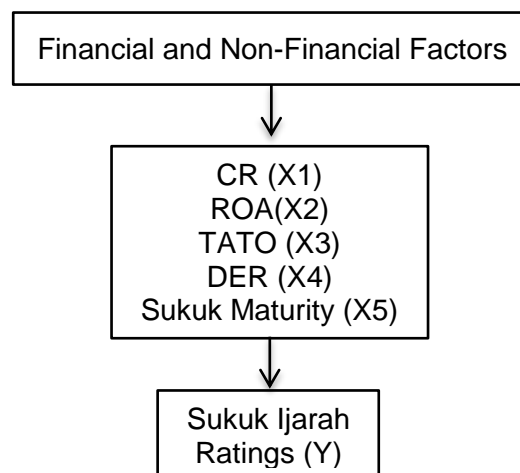 Financial and Non-Financial Factors
CR (X1)
ROA(X2)
TATO (X3)
DER (X4)
Sukuk Maturity (X5)
Sukuk Ijarah
Ratings (Y)